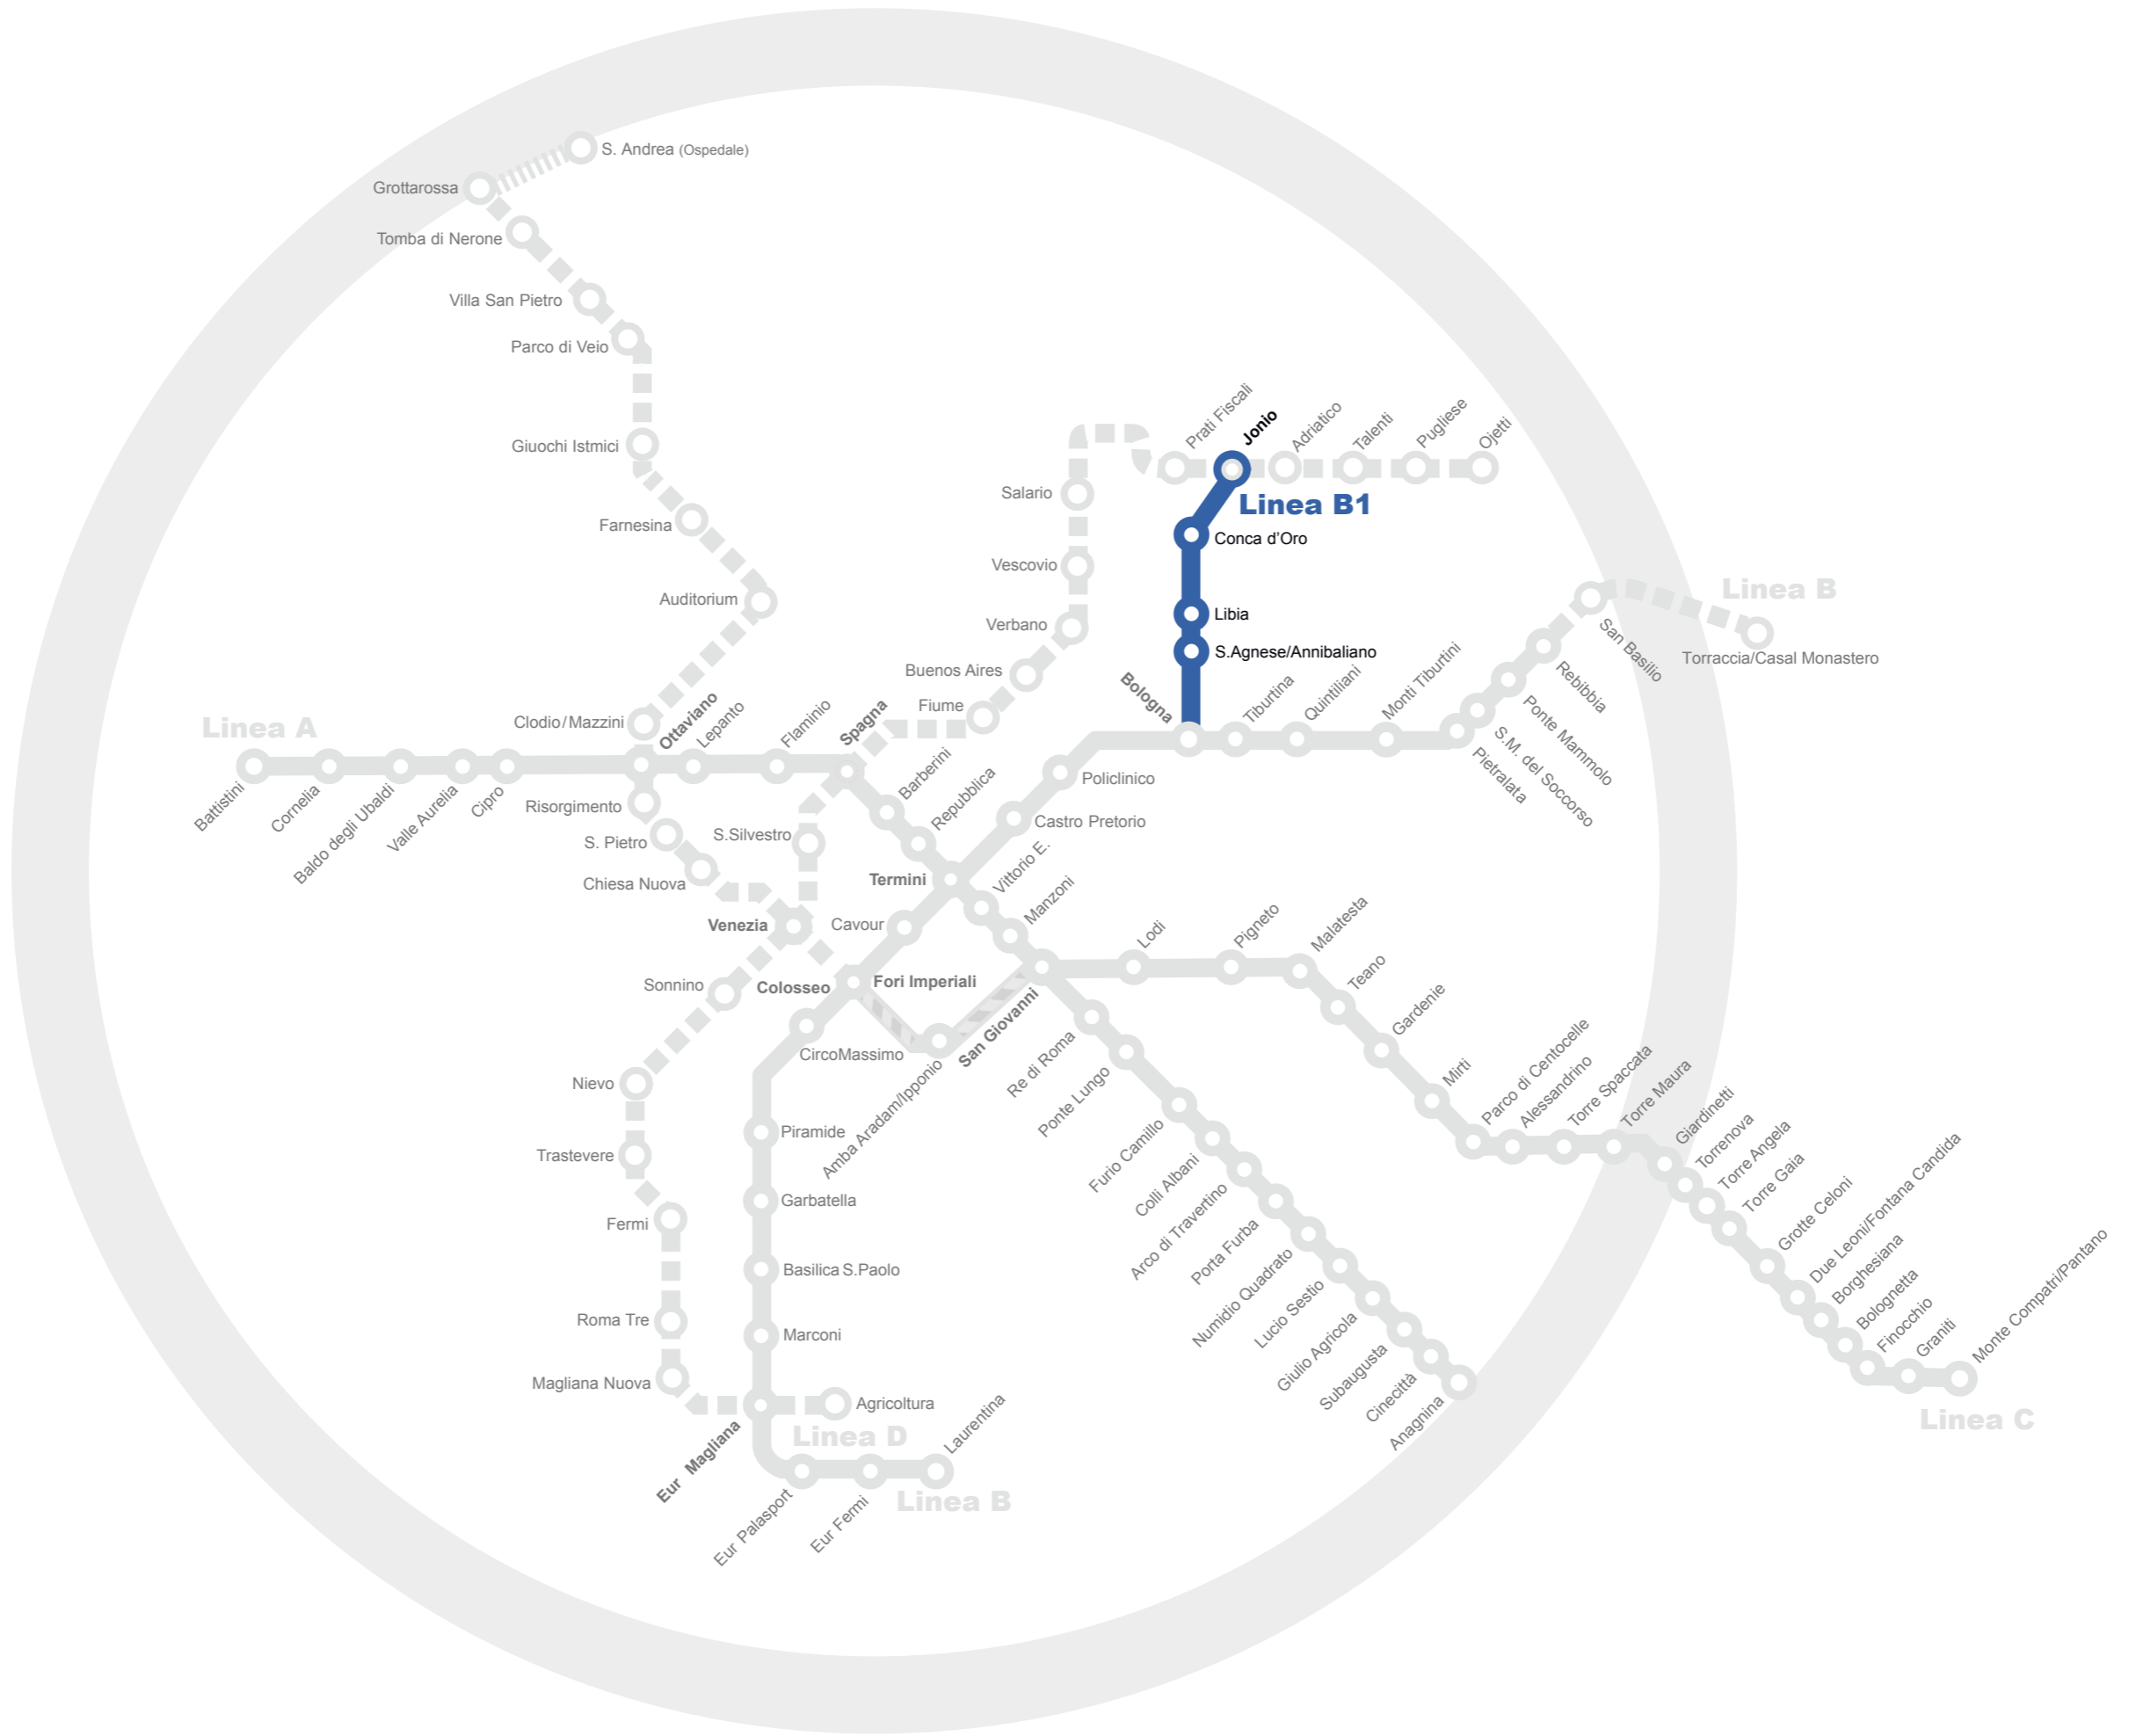 S. Andrea (Ospedale)
Grottarossa
Tomba di Nerone
Villa San Pietro
Parco di Veio
Giuochi Istmici
Farnesina
Auditorium
Clodio/Mazzini
Ottaviano
Lepanto
Flaminio
Spagna
Linea A
Battistini
Cornelia
Baldo degli Ubaldi
Valle Aurelia
Cipro
Risorgimento
S. Pietro
Chiesa Nuova
S.Silvestro
Venezia
Prati Fiscali
Jonio
Adriatico
Talenti
Pugliese
Ojetti
Salario
Linea B1
Conca d'Oro
Vescovio
Libia
Verbano
S.Agnese/Annibaliano
Buenos Aires
Fiume
Bologna
Tiburtina
Quintiliani
Monti Tiburtini
Linea B
San Basilio
Torraccia/Casal Monastero
Rebibbia
Ponte Mammolo
S.M. del Soccorso
Pietralata
Barberini
Repubblica
Policlinico
Castro Pretorio
Termini
Vittorio E.
Manzoni
Cavour
Sonnino
Colosseo
Fori Imperiali
San Giovanni
Lodi
Pigneto
Malatesta
Teano
Gardenie
Mirti
Parco di Centocelle
Alessandrino
Torre Spaccata
Torre Maura
Giardinetti
Torrenova
Torre Angela
Torre Gaia
Grotte Celoni
Due Leoni/Fontana Candida
Borghesiana
Bolognetta
Finocchio
Graniti
Monte Compatri/Pantano
Linea C
CircoMassimo
Amba Aradam/Ipponio
Re di Roma
Ponte Lungo
Furio Camillo
Colli Albani
Arco di Travertino
Porta Furba
Numidio Quadrato
Lucio Sestio
Giulio Agricola
Subaugusta
Cinecittà
Anagnina
Nievo
Trastevere
Fermi
Roma Tre
Magliana Nuova
Piramide
Garbatella
Basilica S.Paolo
Marconi
Agricoltura
Linea D
Eur Magliana
Eur Palasport
Eur Fermi
Laurentina
Linea B